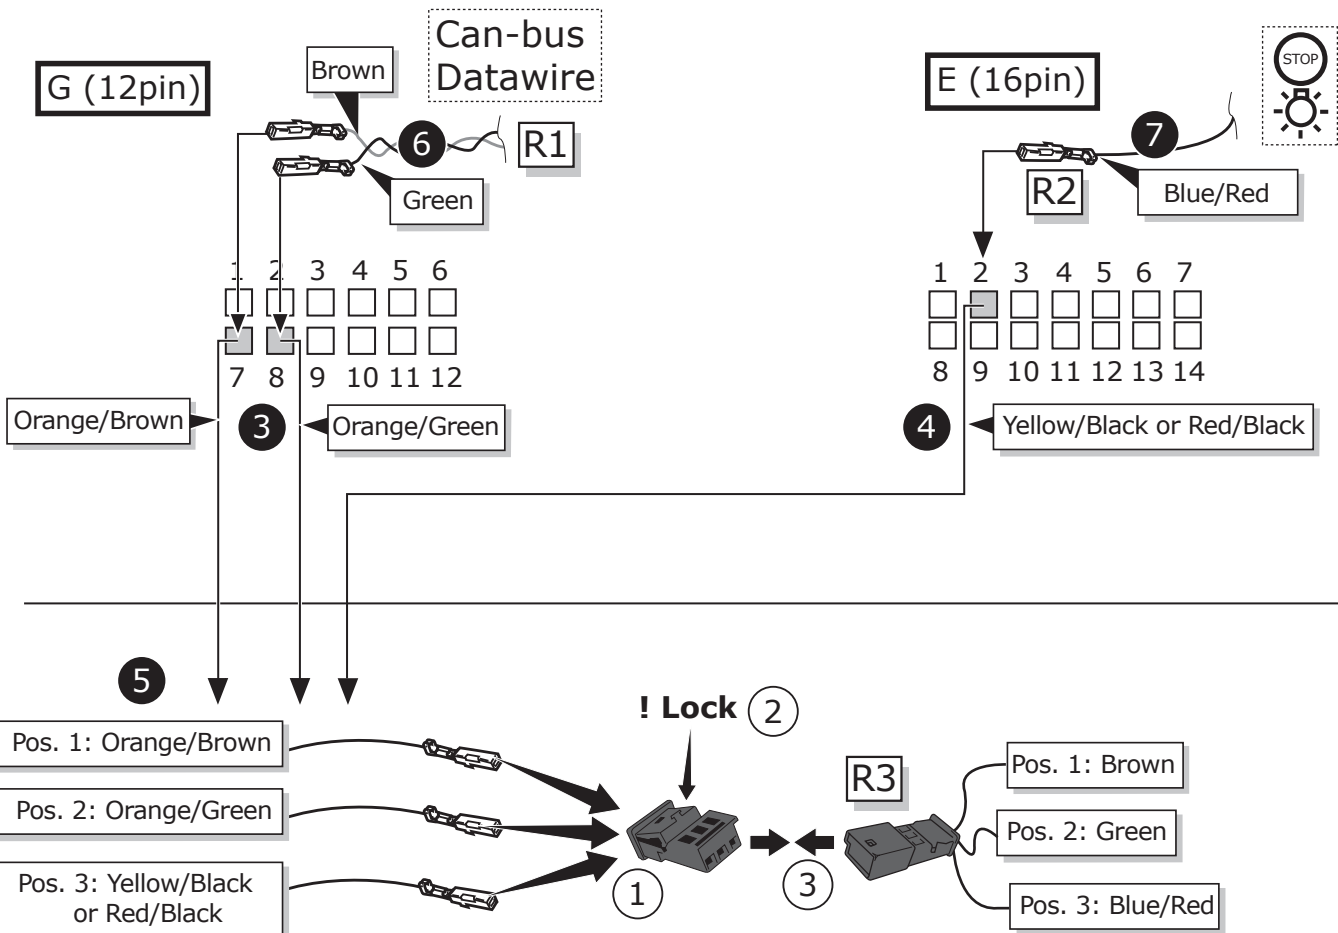 G (12pin)
Brown
Can-bus
Datawire
E (16pin)
STOP
6
R1
7
Green
R2
Blue/Red
1 2 3 4 5 6
7 8 9 10 11 12
1 2 3 4 5 6 7
8 9 10 11 12 13 14
Orange/Brown
3
Orange/Green
4
Yellow/Black or Red/Black
5
! Lock 2
Pos. 1: Orange/Brown
Pos. 2: Orange/Green
Pos. 3: Yellow/Black
or Red/Black
1
3
R3
Pos. 1: Brown
Pos. 2: Green
Pos. 3: Blue/Red